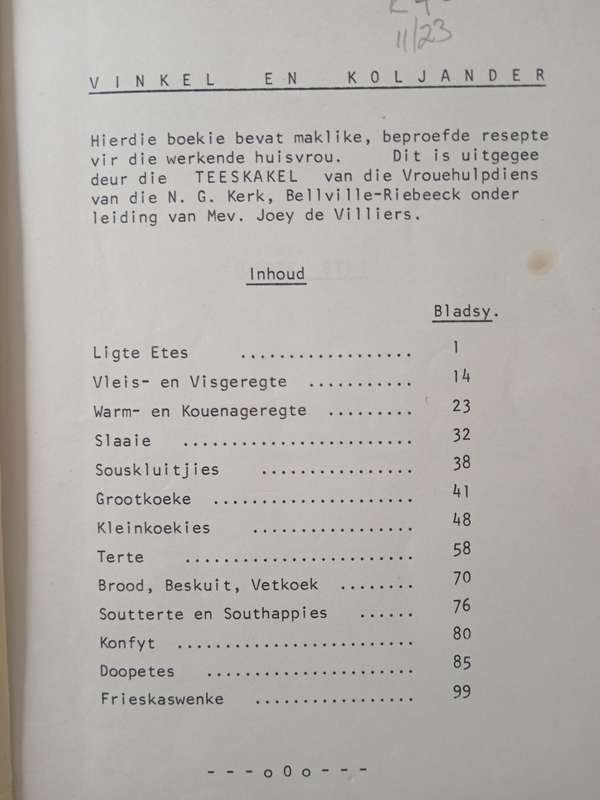 11/23
V I N K E L   E N   K O L J A N D E R
Hierdie boekie bevat maklike, beproefde resepte
vir die werkende huisvrou. Dit is uitgegee
deur die TEESKAKEL van die Vrouehulpdiens
van die N. G. Kerk, Bellville-Riebeeck onder
leiding van Mev. Joey de Villiers.
Inhoud
Bladsy.
Ligte Etes .................. 1
Vleis- en Visgeregte ........... 14
Warm- en Kouenageregte ......... 23
Slaaie ........................ 32
Souskluitjies ................ 38
Grootkoeke ..................... 41
Kleinkoekies ................. 48
Terte ........................ 58
Brood, Beskuit, Vetkoek ........ 70
Soutterte en Southappies ...... 76
Konfyt ......................... 80
Doopetes ...................... 85
Frieskaswenke ................. 99
- - - o O o - - -